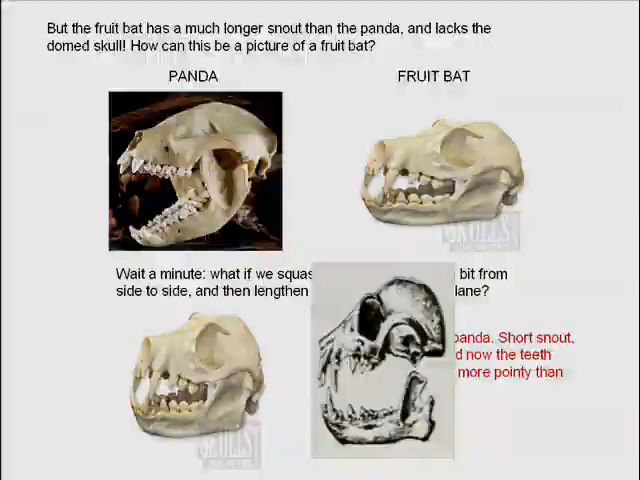 But the fruit bat has a much longer snout than the panda, and lacks the
domed skull! How can this be a picture of a fruit bat?
PANDA
FRUIT BAT
SKULLS
Wait a minute: what if we squas bit from
side to side, and then lengthen lane?
panda. Short snout,
d now the teeth
more pointy than
SKULLS